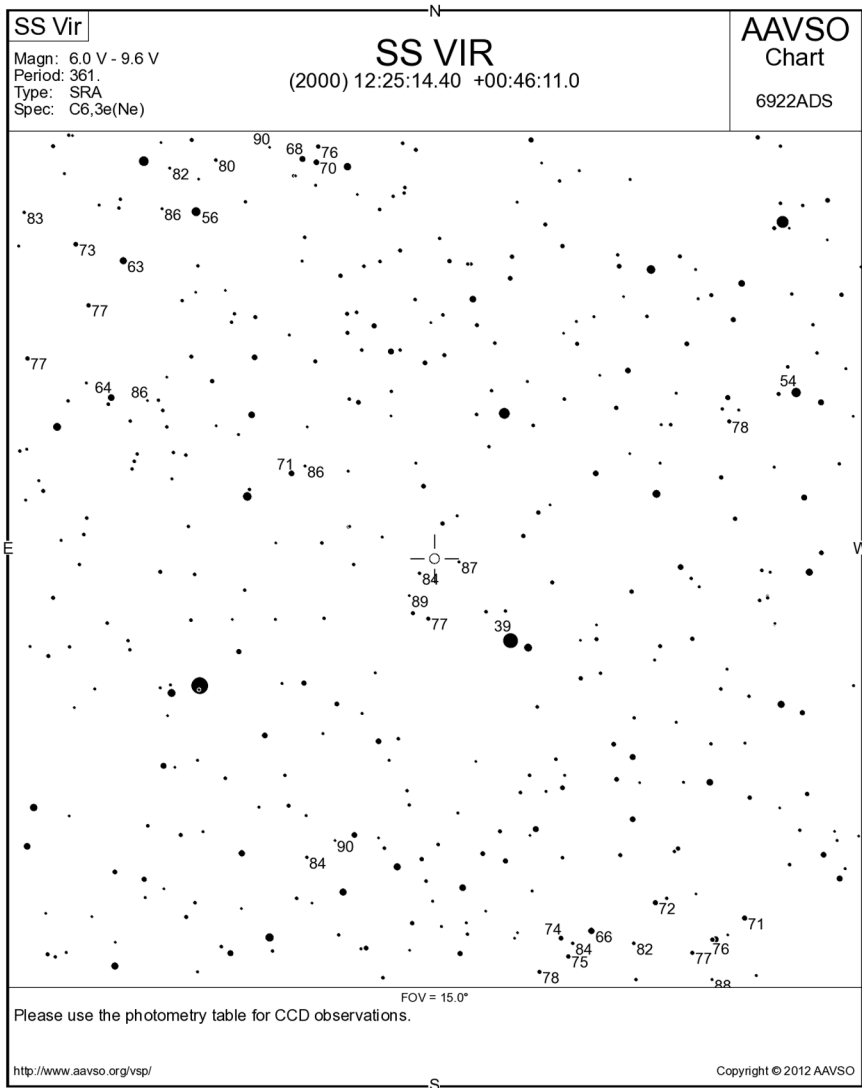 N
SS Vir
Magn: 6.0 V - 9.6 V
Period: 361.
Type: SRA
Spec: C6,3e(Ne)
SS VIR
(2000) 12:25:14.40 +00:46:11.0
AAVSO
Chart
6922ADS
90
68
76
70
82
80
83
86
56
73
63
77
77
64
86
54
78
71
86
E
W
87
84
89
77
39
90
84
72
71
74
66
84
82
76
75
77
78
88
FOV = 15.0°
Please use the photometry table for CCD observations.
http://www.aavso.org/vsp/
Copyright © 2012 AAVSO
S